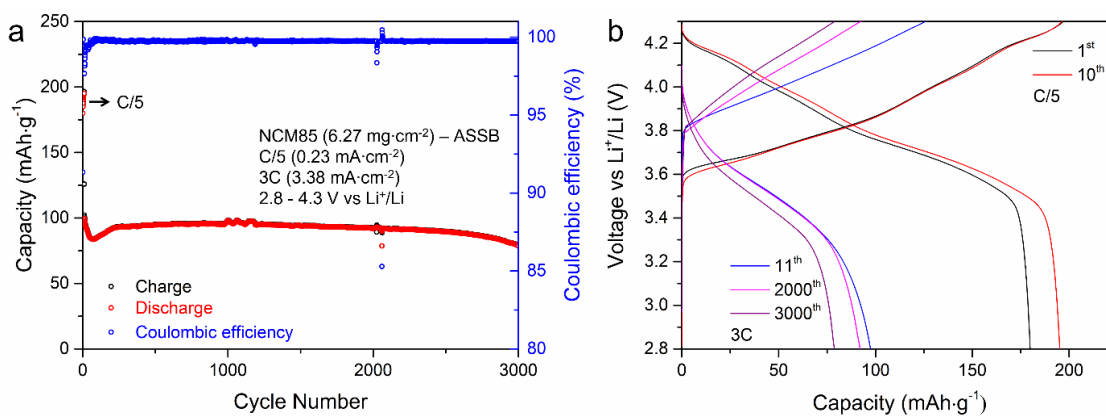 a
250
200
150
100
50
0
Capacity (mAh·g⁻¹)
C/5
NCM85 (6.27 mg·cm⁻²) – ASSB
C/5 (0.23 mA·cm⁻²)
3C (3.38 mA·cm⁻²)
2.8 - 4.3 V vs Li⁺/Li
Charge
Discharge
Coulombic efficiency
0
500
1000
1500
2000
2500
3000
Cycle Number
100
95
90
85
80
Coulombic efficiency (%)
b
4.2
4.0
3.8
3.6
3.4
3.2
3.0
2.8
Voltage vs Li⁺/Li (V)
1ˢᵗ
10ᵗʰ
C/5
11ᵗʰ
2000ᵗʰ
3000ᵗʰ
3C
0
50
100
150
200
Capacity (mAh·g⁻¹)